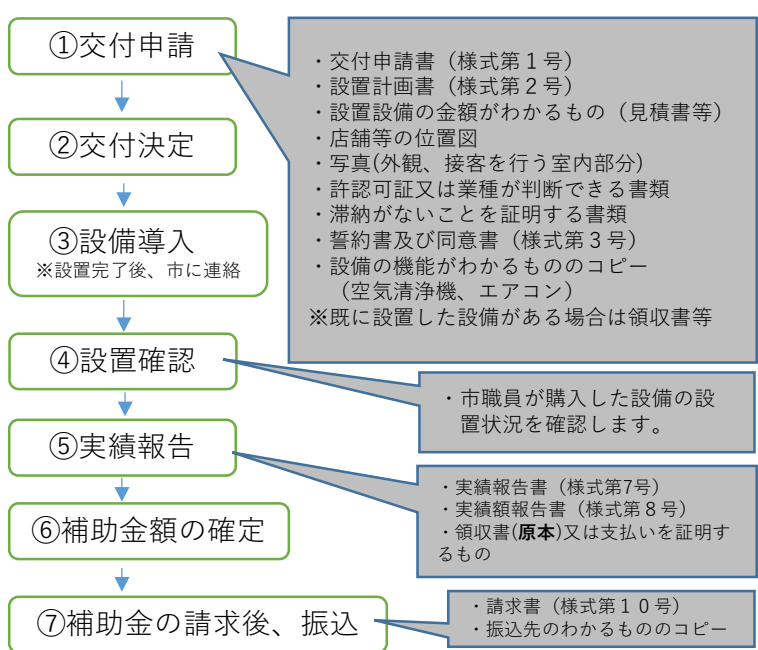 ①交付申請
・交付申請書（様式第１号）
・設置計画書（様式第２号）
・設置設備の金額がわかるもの（見積書等）
・店舗等の位置図
・写真(外観、接客を行う室内部分)
・許認可証又は業種が判断できる書類
・滞納がないことを証明する書類
・誓約書及び同意書（様式第３号）
・設備の機能がわかるもののコピー
（空気清浄機、エアコン）
※既に設置した設備がある場合は領収書等
②交付決定
③設備導入
※設置完了後、市に連絡
④設置確認
・市職員が購入した設備の設
置状況を確認します。
⑤実績報告
・実績報告書（様式第7号）
・実績額報告書（様式第８号）
・領収書(原本)又は支払いを証明す
るもの
⑥補助金額の確定
⑦補助金の請求後、振込
・請求書（様式第１０号）
・振込先のわかるもののコピー